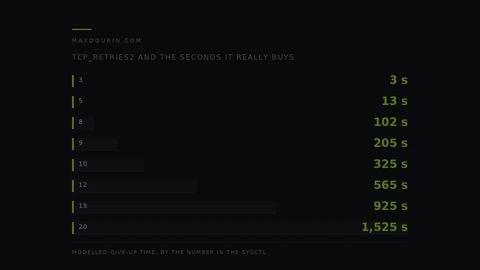 MAXDOURIN.COM
TCP_RETRIES2 AND THE SECONDS IT REALLY BUYS
3 3 s
5 13 s
8 102 s
9 205 s
10 325 s
12 565 s
15 925 s
20 1,525 s
MODELLED GIVE-UP TIME, BY THE NUMBER IN THE SYSCTL